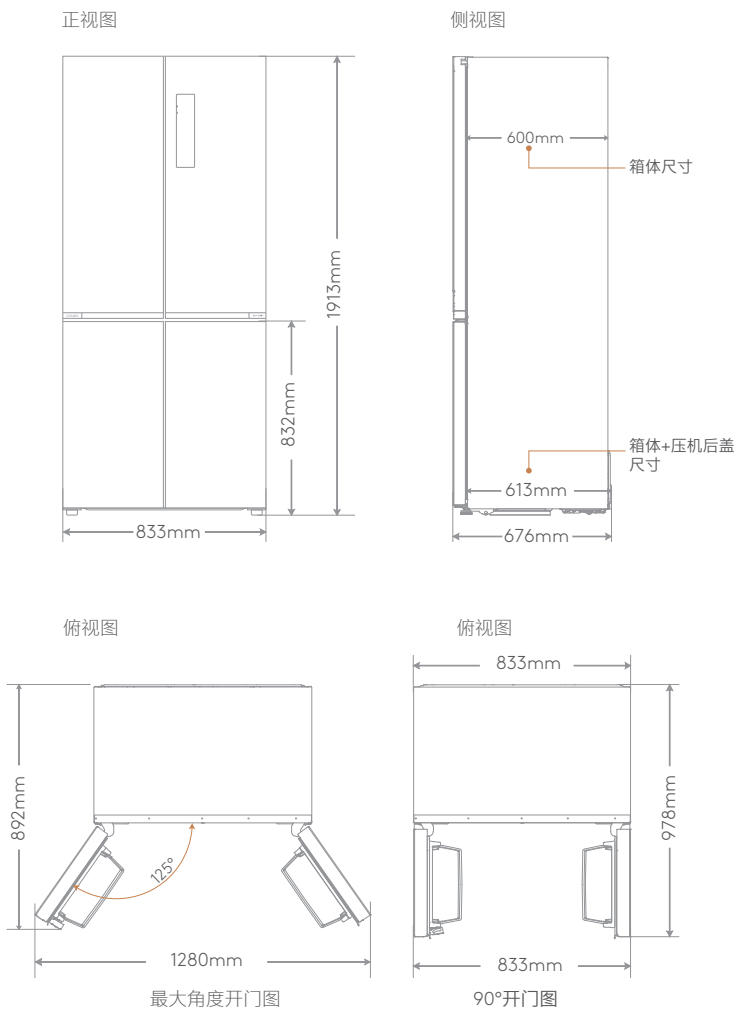 正视图
侧视图
600mm
箱体尺寸
1913mm
832mm
箱体+压机后盖
尺寸
613mm
833mm
676mm
俯视图
俯视图
833mm
892mm
125°
978mm
1280mm
833mm
最大角度开门图
90°开门图